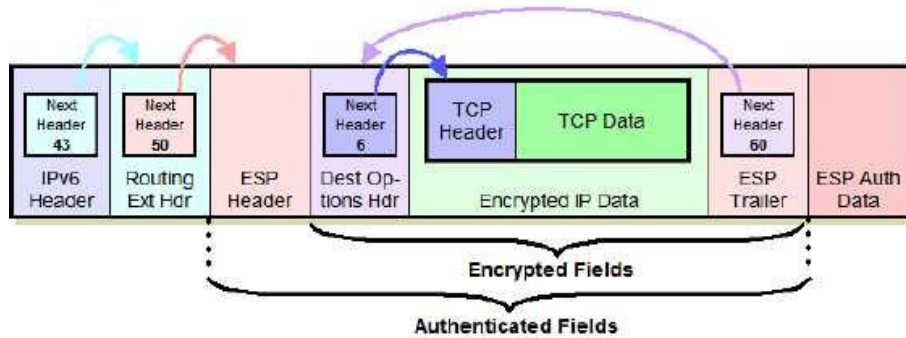 Next Header 43
IPv6 Header
Next Header 50
Routing Ext Hdr
ESP Header
Next Header 6
Dest Op-
tions Hdr
TCP Header
TCP Data
Encrypted IP Data
Next Header 60
ESP Trailer
ESP Auth Data
Encrypted Fields
Authenticated Fields